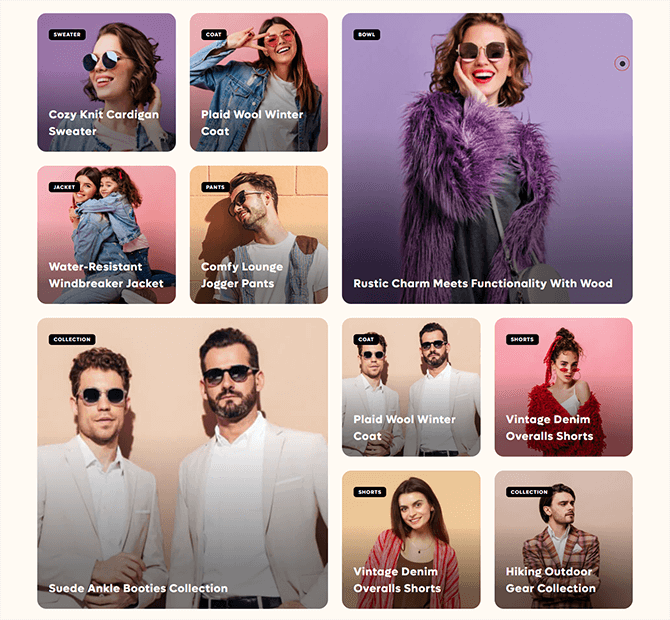 SWEATER
Cozy Knit Cardigan
Sweater
COAT
Plaid Wool Winter
Coat
BOWL
Rustic Charm Meets Functionality With Wood
JACKET
Water-Resistant
Windbreaker Jacket
PANTS
Comfy Lounge
Jogger Pants
COLLECTION
Suede Ankle Booties Collection
COAT
Plaid Wool Winter
Coat
SHORTS
Vintage Denim
Overalls Shorts
SHORTS
Vintage Denim
Overalls Shorts
COLLECTION
Hiking Outdoor
Gear Collection